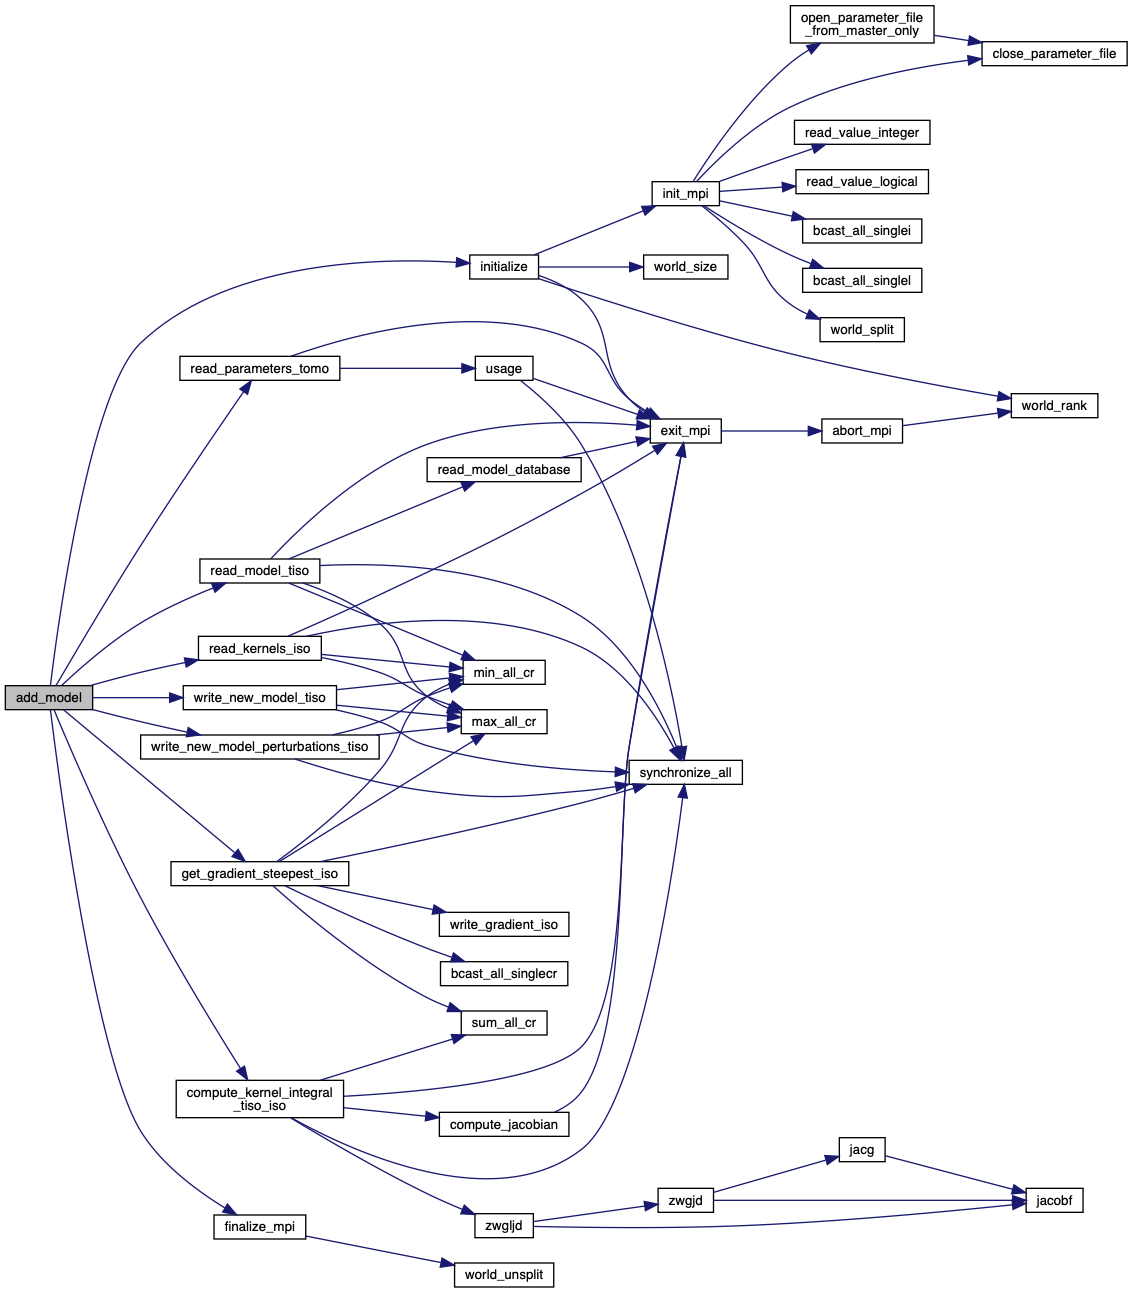 open_parameter_file
_from_master_only
close_parameter_file
read_value_integer
read_value_logical
init_mpi
bcast_all_singlei
initialize
world_size
bcast_all_singlel
world_split
read_parameters_tomo
usage
world_rank
exit_mpi
abort_mpi
read_model_database
read_model_tiso
read_kernels_iso
min_all_cr
add_model
write_new_model_tiso
max_all_cr
write_new_model_perturbations_tiso
synchronize_all
get_gradient_steepest_iso
write_gradient_iso
bcast_all_singlecr
sum_all_cr
compute_kernel_integral
_tiso_iso
compute_jacobian
jacg
zwgjd
jacobf
zwgljd
finalize_mpi
world_unsplit